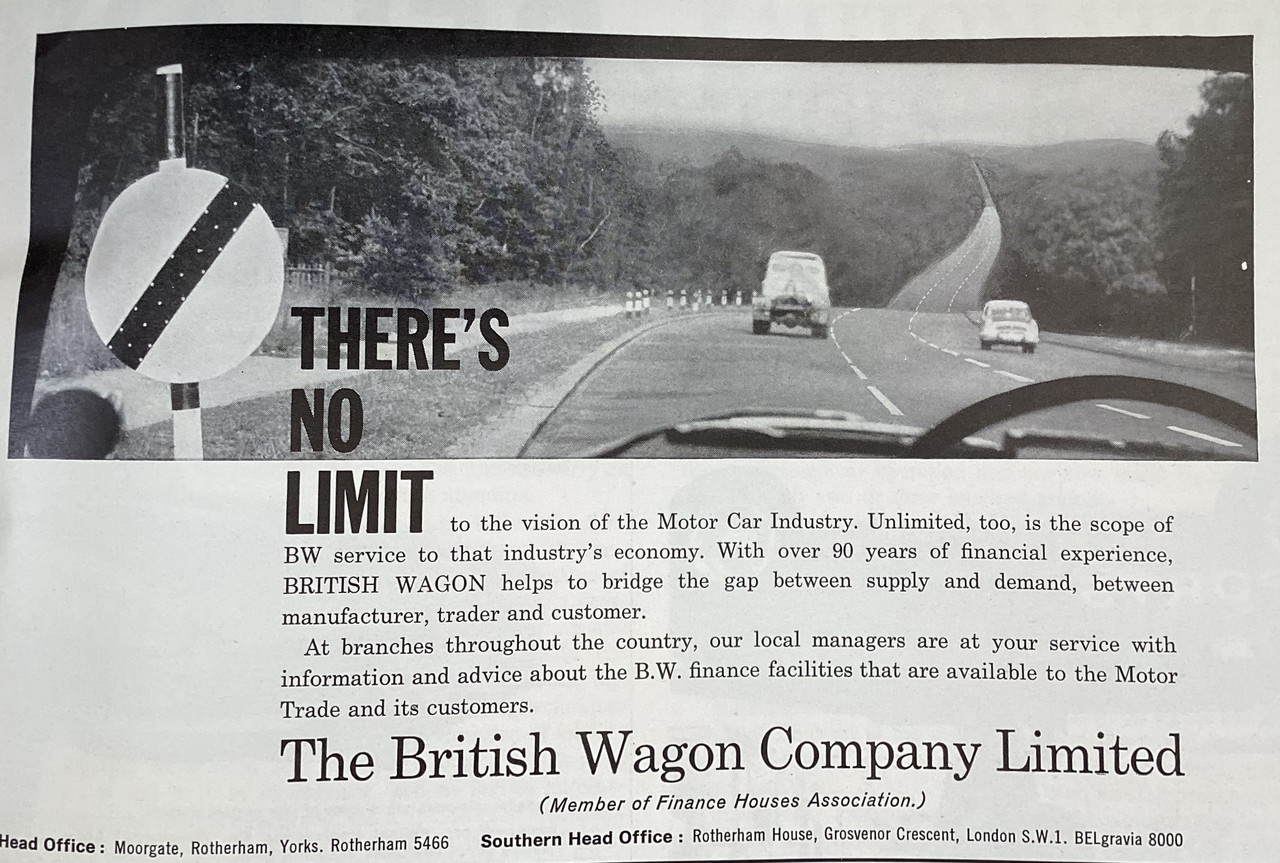 THERE'S
NO
LIMIT to the vision of the Motor Car Industry. Unlimited, too, is the scope of
BW service to that industry's economy. With over 90 years of financial experience,
BRITISH WAGON helps to bridge the gap between supply and demand, between
manufacturer, trader and customer.
At branches throughout the country, our local managers are at your service with
information and advice about the B.W. finance facilities that are available to the Motor
Trade and its customers.
The British Wagon Company Limited
(Member of Finance Houses Association.)
Head Office : Moorgate, Rotherham, Yorks. Rotherham 5466 Southern Head Office : Rotherham House, Grosvenor Crescent, London S.W.1. BELgravia 8000